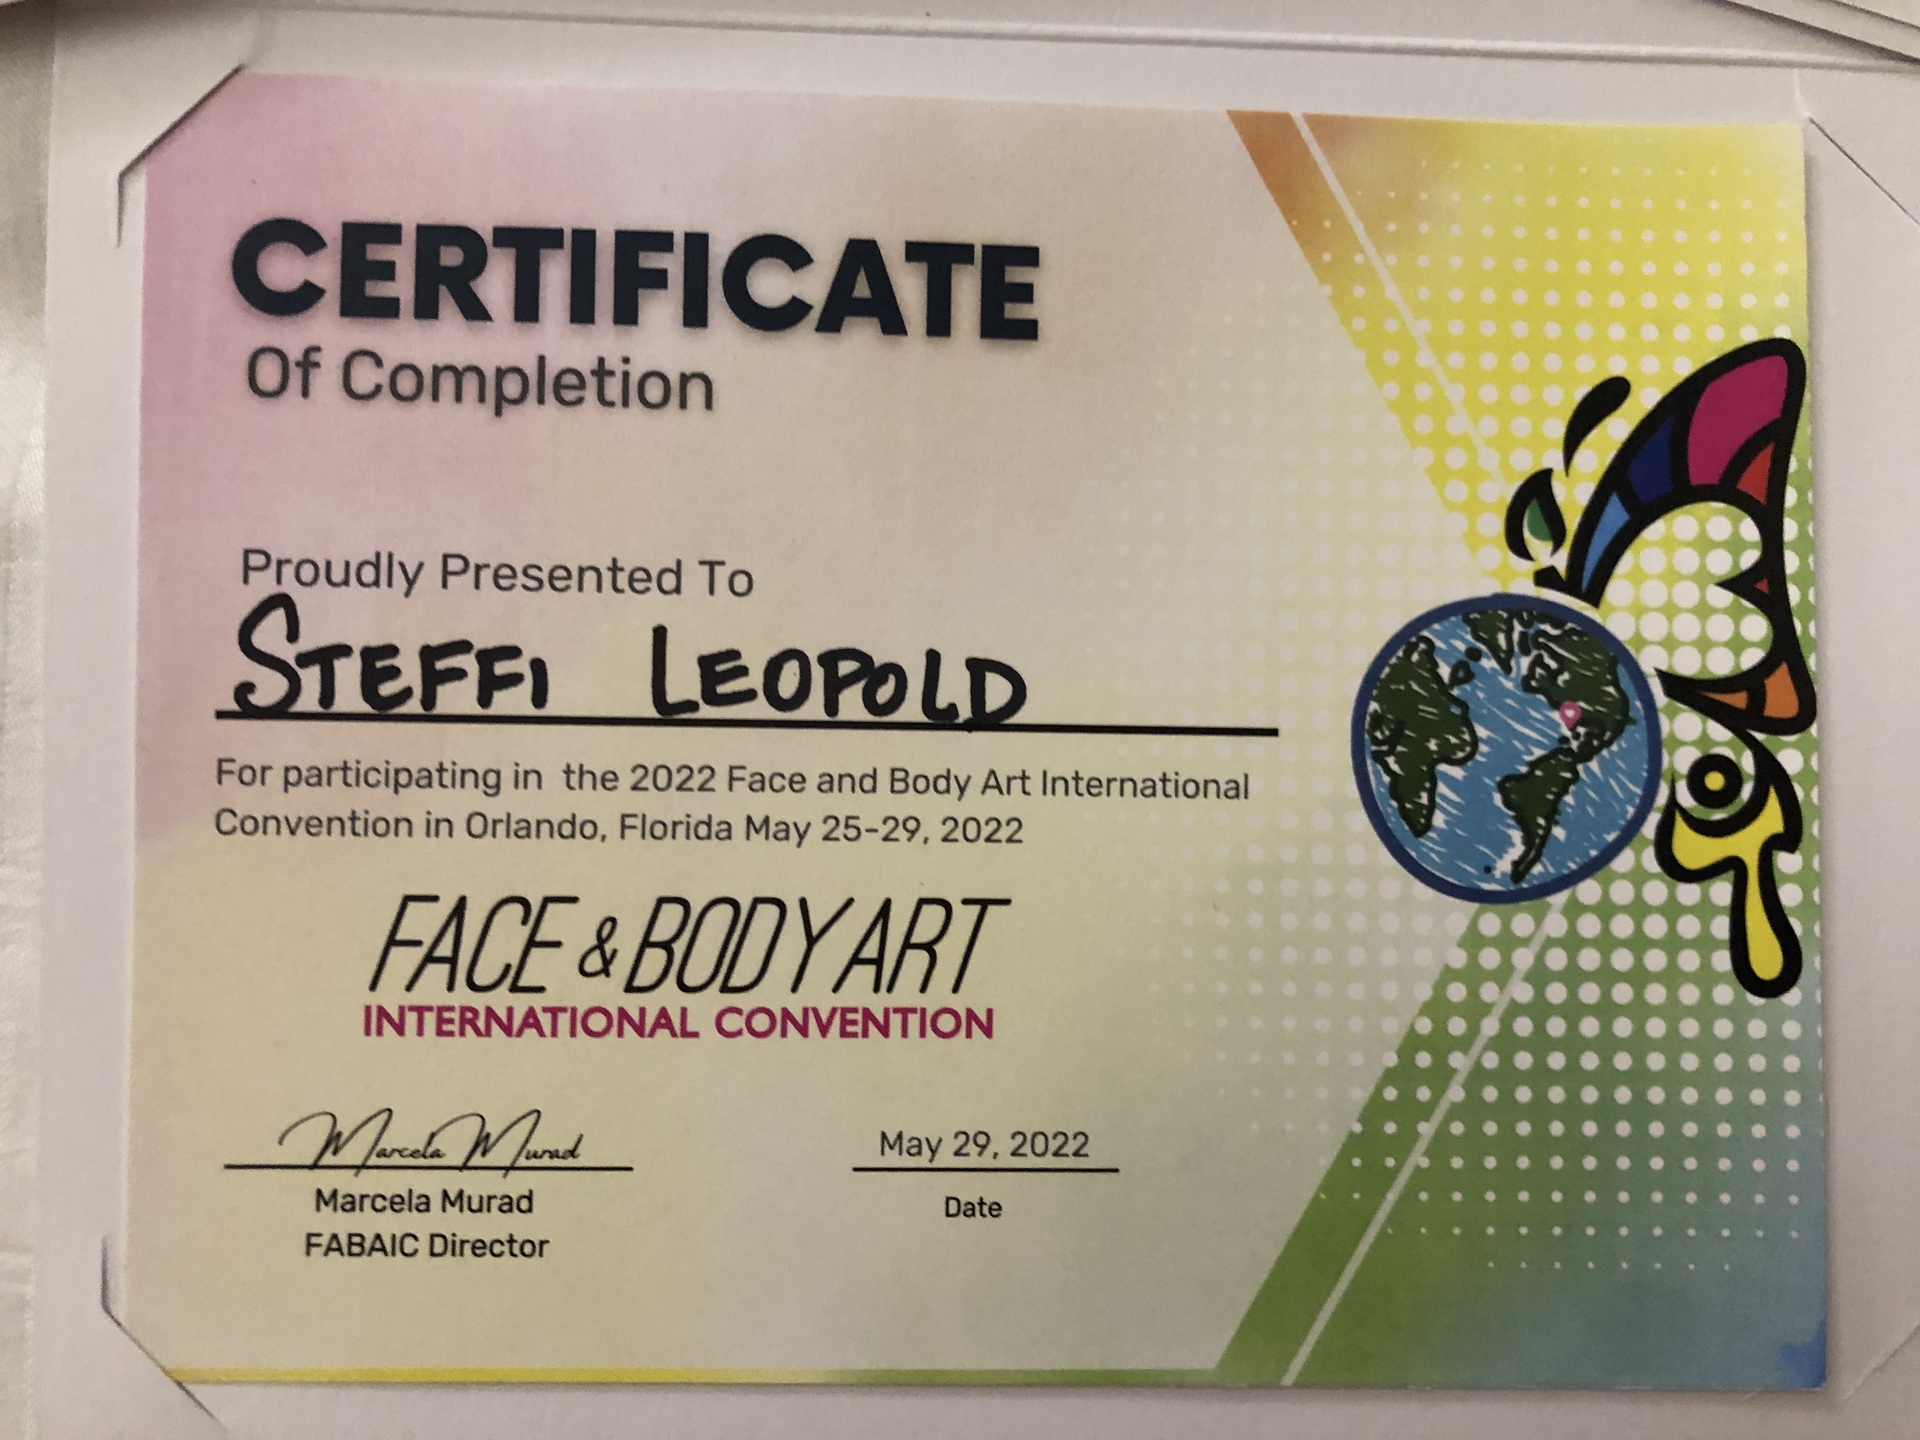 CERTIFICATE
Of Completion
Proudly Presented To
STEFFI LEOPOLD
For participating in the 2022 Face and Body Art International
Convention in Orlando, Florida May 25-29, 2022
FACE & BODY ART
INTERNATIONAL CONVENTION
Marcela Murad
May 29, 2022
Marcela Murad
Date
FABAIC Director